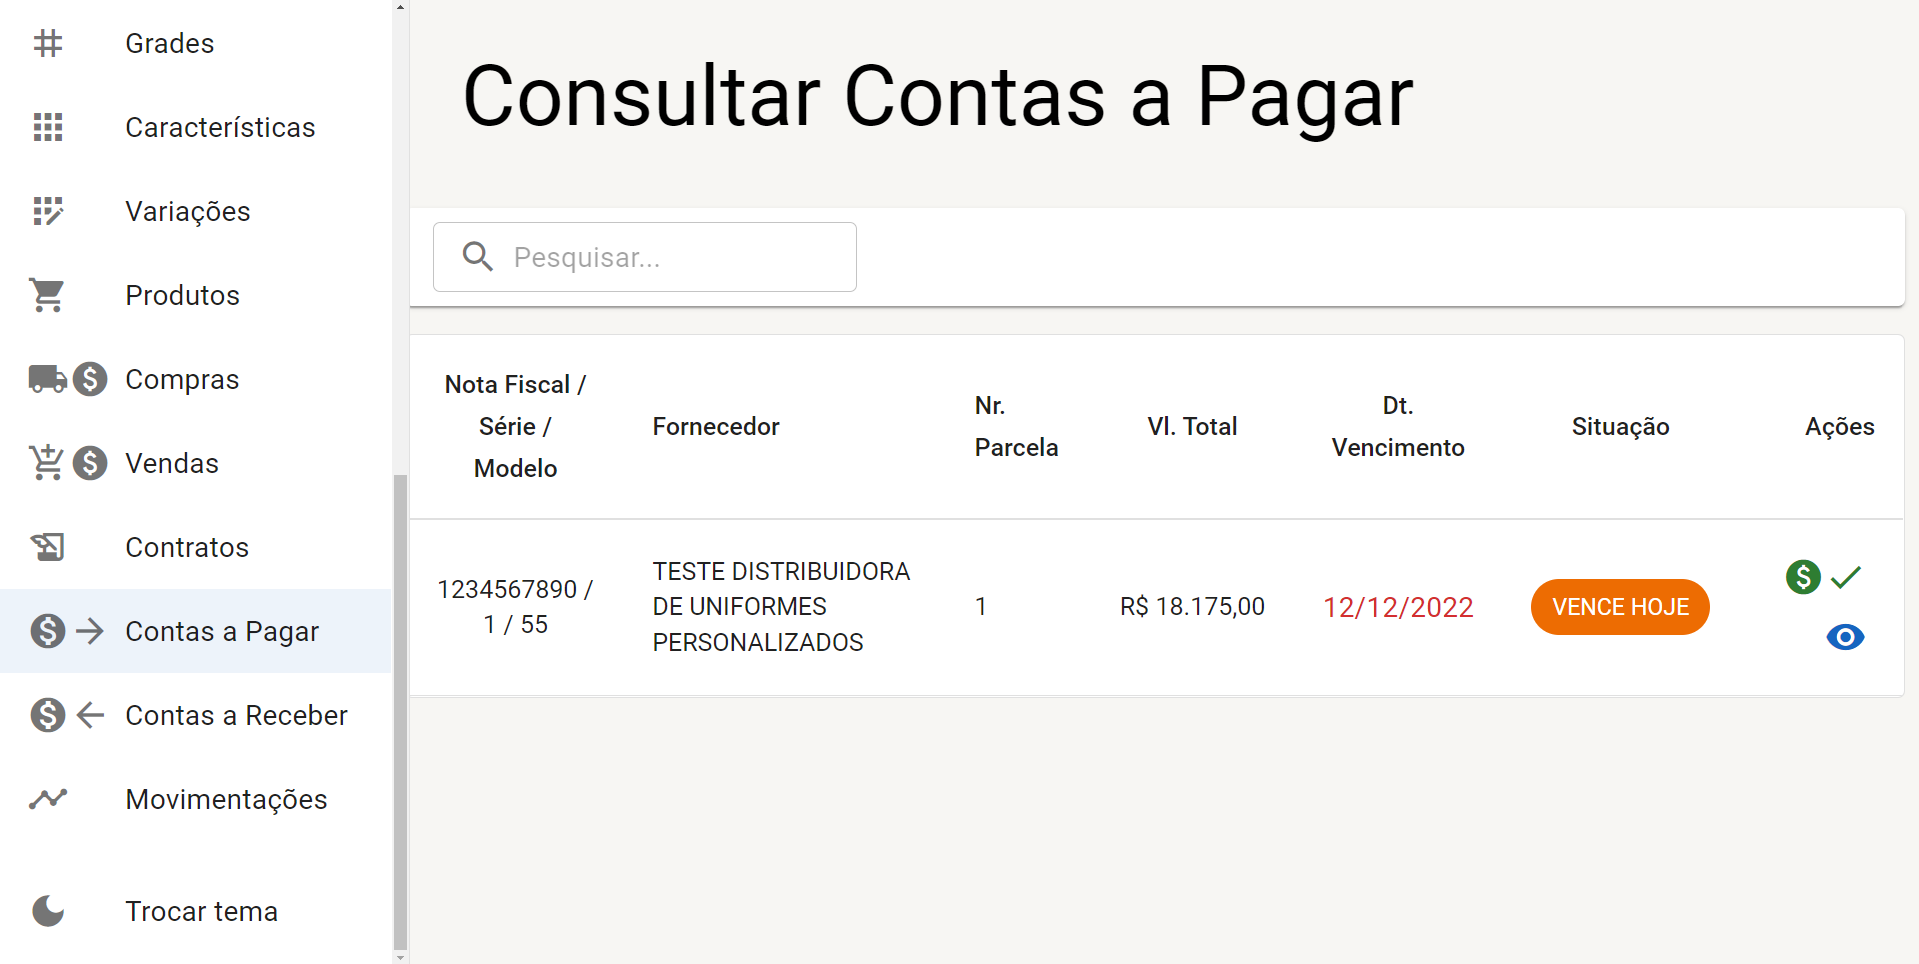 Grades
Características
Variações
Produtos
Compras
Vendas
Contratos
Contas a Pagar
Contas a Receber
Movimentações
Trocar tema
Consultar Contas a Pagar
Pesquisar...
Nota Fiscal /
Série /
Modelo
Fornecedor
Nr.
Parcela
Vl. Total
Dt.
Vencimento
Situação
Ações
1234567890 /
1 / 55
TESTE DISTRIBUIDORA
DE UNIFORMES
PERSONALIZADOS
1
R$ 18.175,00
12/12/2022
VENCE HOJE